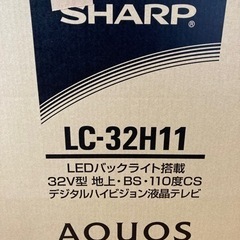 SHARP®
LC-32H11
LEDバックライト搭載
32V型 地上・BS・110度CS
デジタルハイビジョン液晶テレビ
AQUOS